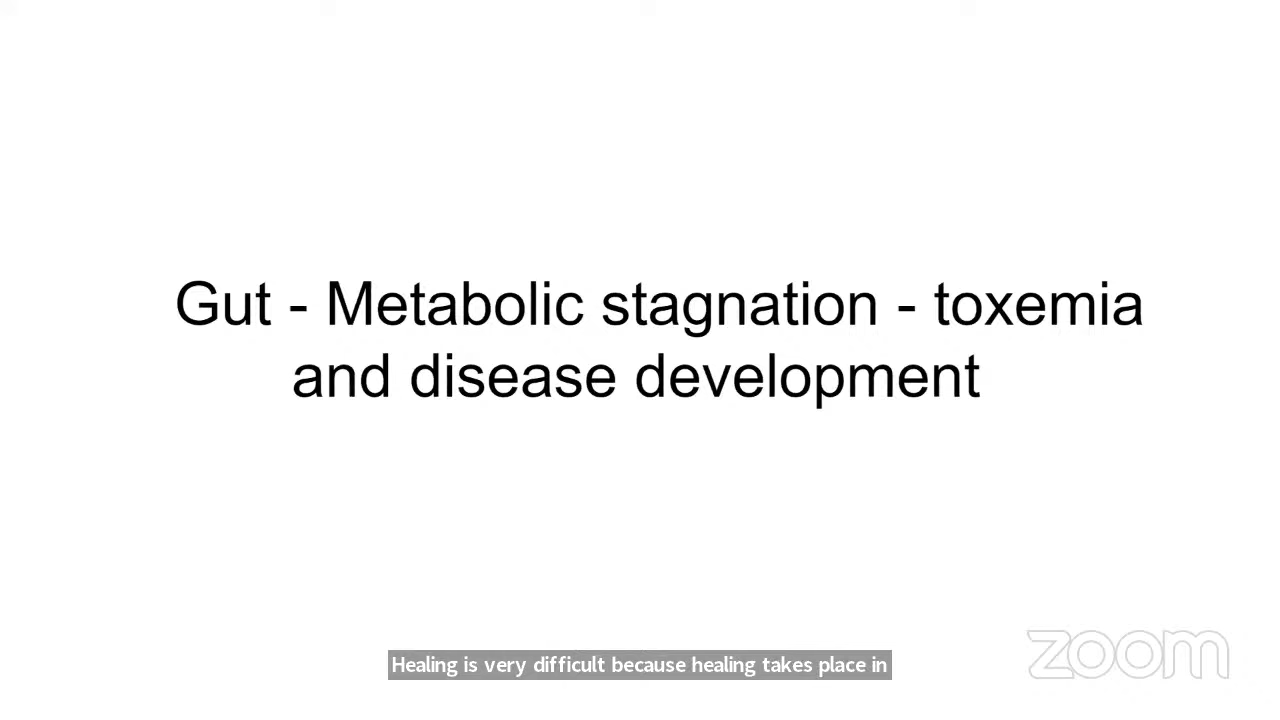 Gut - Metabolic stagnation - toxemia
and disease development
Healing is very difficult because healing takes place in
zoom